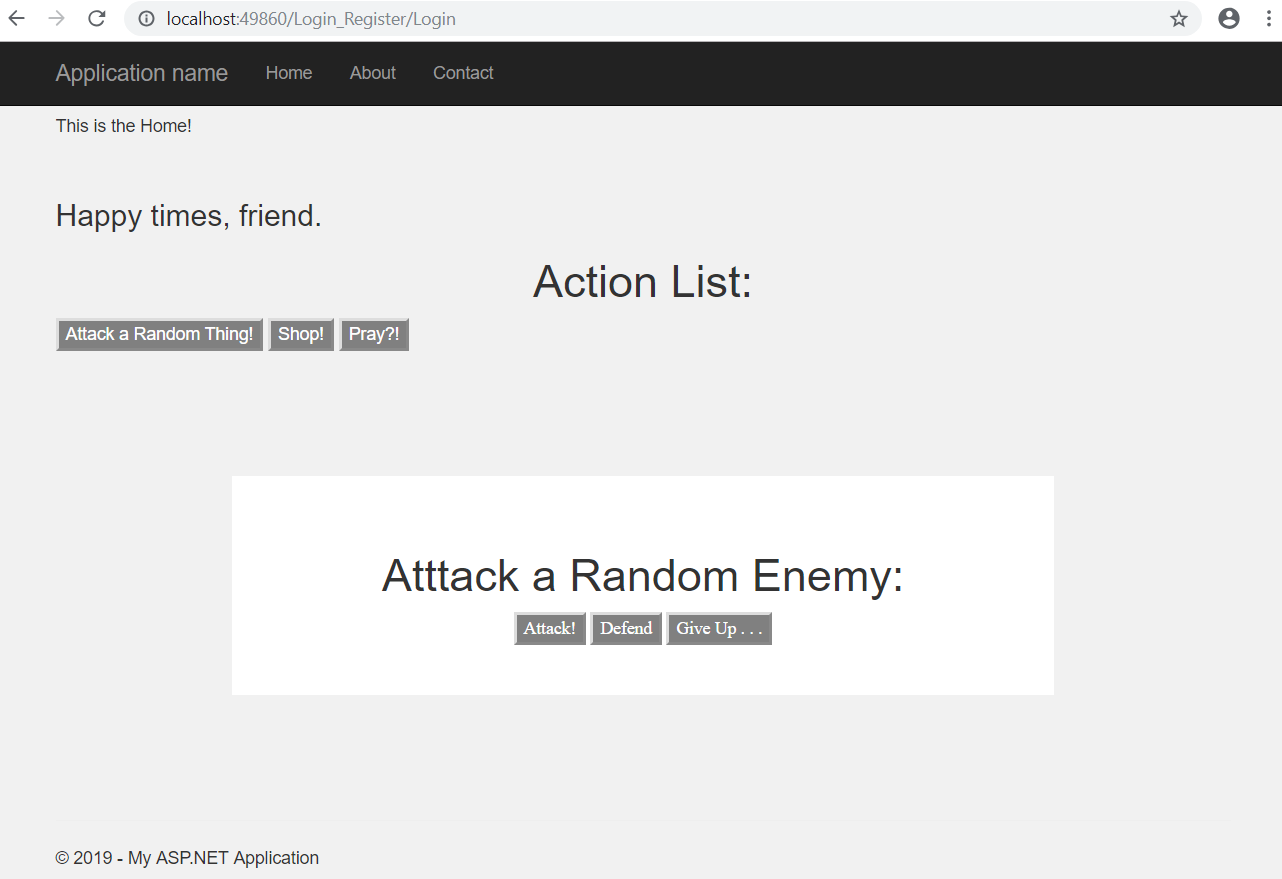 localhost:49860/Login_Register/Login
Application name Home About Contact
This is the Home!
Happy times, friend.
Action List:
Attack a Random Thing! Shop! Pray?!
Atttack a Random Enemy:
Attack! Defend Give Up . . .
© 2019 - My ASP.NET Application